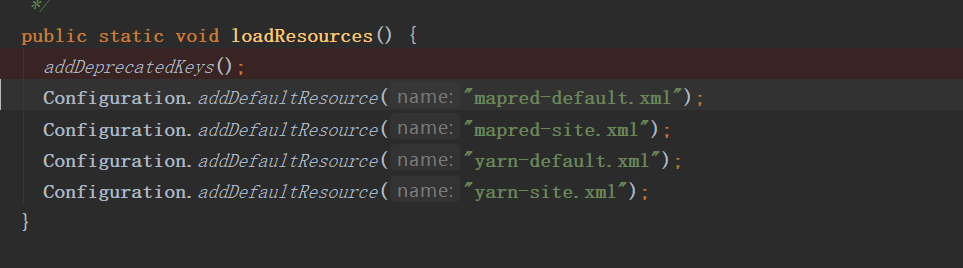 */
public static void loadResources() {
addDeprecatedKeys();
Configuration.addDefaultResource( name: "mapred-default.xml");
Configuration.addDefaultResource( name: "mapred-site.xml");
Configuration.addDefaultResource( name: "yarn-default.xml");
Configuration.addDefaultResource( name: "yarn-site.xml");
}